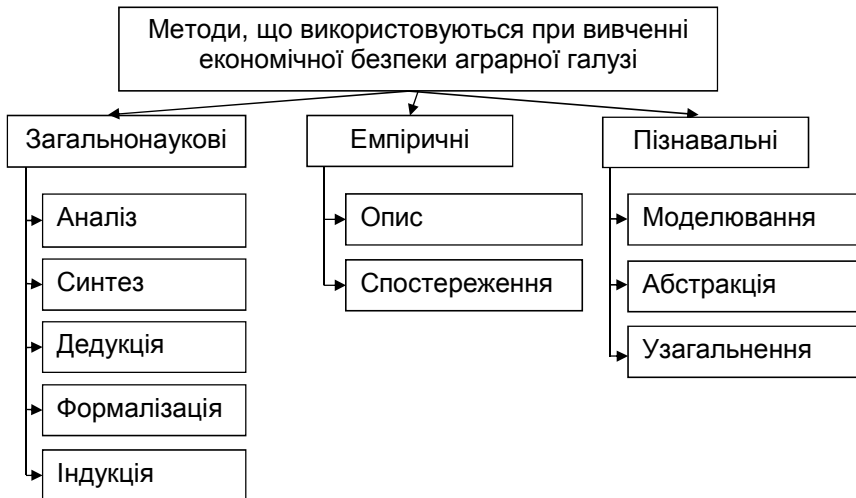 Методи, що використовуються при вивченні
економічної безпеки аграрної галузі
Загальнонаукові
Емпіричні
Пізнавальні
Аналіз
Синтез
Дедукція
Формалізація
Індукція
Опис
Спостереження
Моделювання
Абстракція
Узагальнення